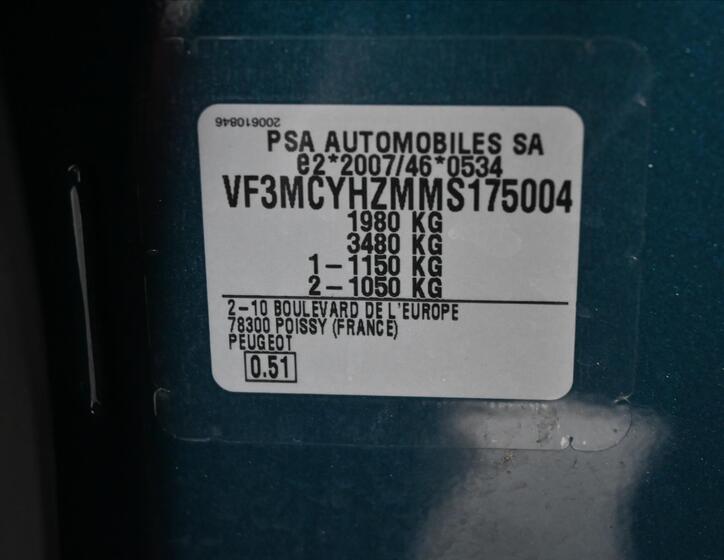 200610846
PSA AUTOMOBILES SA
e2*2007/46*0534
VF3MCYHZMMS175004
1980 KG
3480 KG
1-1150 KG
2-1050 KG
2-10 BOULEVARD DE L'EUROPE
78300 POISSY (FRANCE)
PEUGEOT
0.51